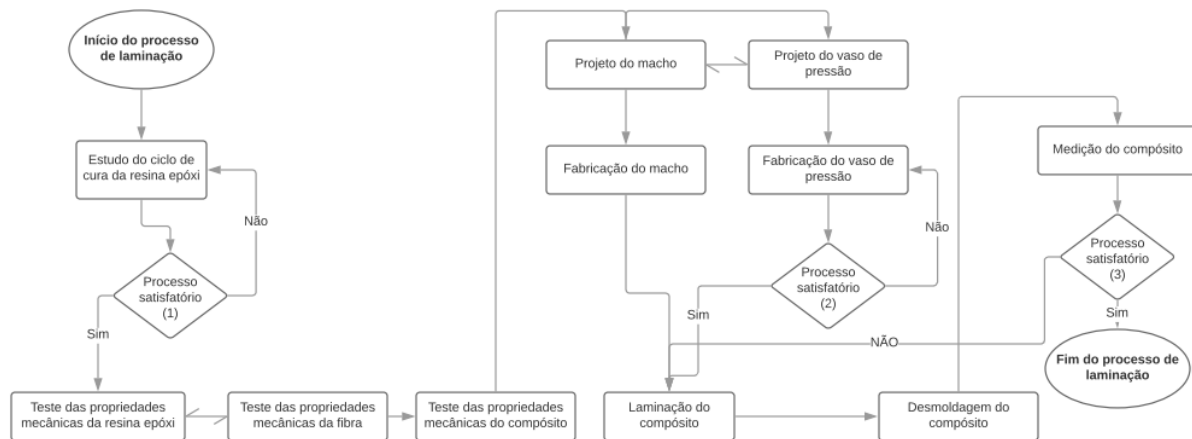 Início do processo
de laminação
Estudo do ciclo de
cura da resina epóxi
Não
Processo
satisfatório
(1)
Sim
Teste das propriedades
mecânicas da resina epóxi
Teste das propriedades
mecânicas da fibra
Teste das propriedades
mecânicas do compósito
Projeto do macho
Projeto do vaso de
pressão
Fabricação do macho
Fabricação do vaso de
pressão
Não
Processo
satisfatório
(2)
Sim
NÃO
Laminação do
compósito
Desmoldagem do
compósito
Medição do compósito
Processo
satisfatório
(3)
Sim
Fim do processo de
laminação